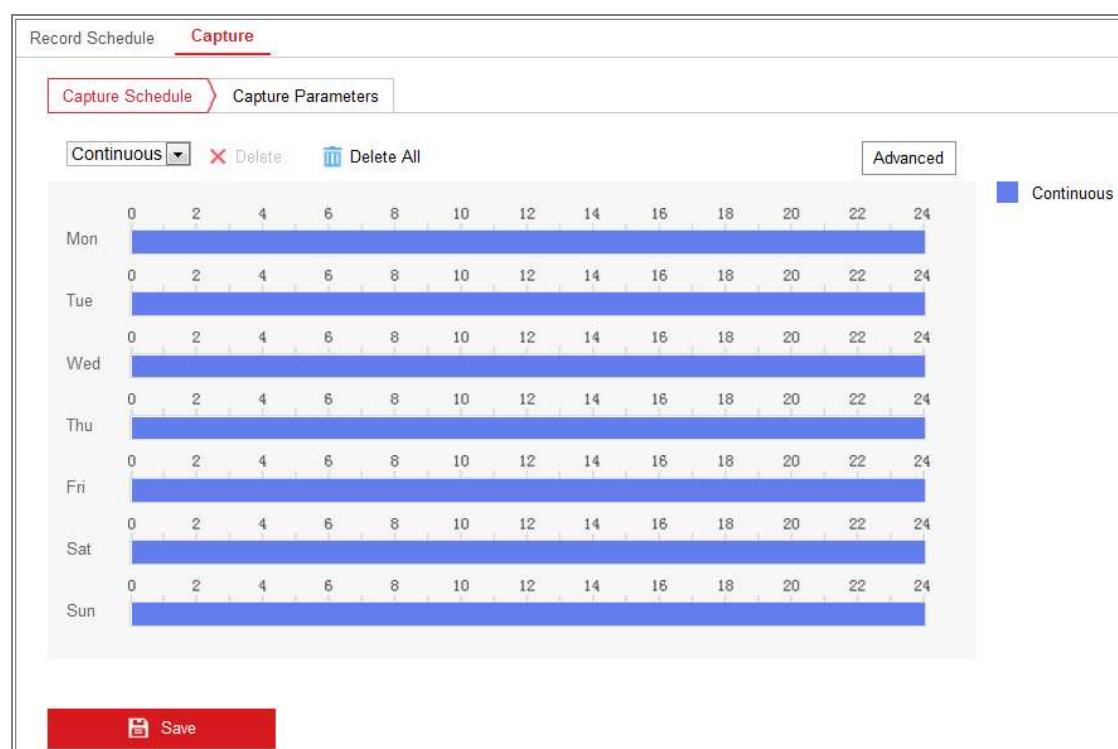 Record Schedule Capture
Capture Schedule Capture Parameters
Continuous Delete Delete All Advanced
Continuous
0 2 4 6 8 10 12 14 16 18 20 22 24
Mon
0 2 4 6 8 10 12 14 16 18 20 22 24
Tue
0 2 4 6 8 10 12 14 16 18 20 22 24
Wed
0 2 4 6 8 10 12 14 16 18 20 22 24
Thu
0 2 4 6 8 10 12 14 16 18 20 22 24
Fri
0 2 4 6 8 10 12 14 16 18 20 22 24
Sat
0 2 4 6 8 10 12 14 16 18 20 22 24
Sun
Save